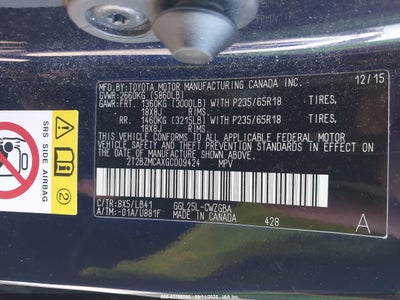 MFD.BY:TOYOTA MOTOR MANUFACTURING CANADA INC. 12/15
GVWR:2660KG (5860LB)
GAWR:FRT. 1360KG (3000LB) WITH P235/65R18 TIRES,
18X8J RIMS,
RR. 1460KG (3215LB) WITH P235/65R18 TIRES,
18X8J RIMS,
THIS VEHICLE CONFORMS TO ALL APPLICABLE FEDERAL MOTOR
VEHICLE SAFETY AND THEFT PREVENTION STANDARDS IN EFFECT
ON THE DATE OF MANUFACTURE SHOWN ABOVE.
2T2BZMCAXGC009424 MPV
C/TR:8X5/LB41 GGL25L-CWZGBA
A/TM:-01A/U881F MADE IN CANADA 428 A
SRS SIDE AIRBAG